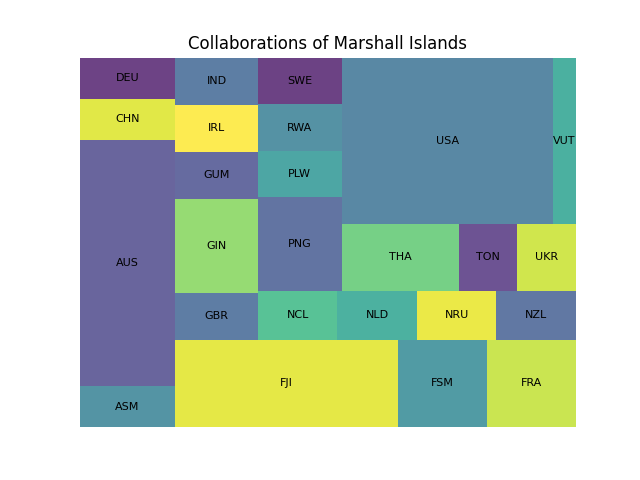 Collaborations of Marshall Islands
DEU
IND
SWE
USA
VUT
CHN
IRL
RWA
GUM
PLW
AUS
GIN
PNG
THA
TON
UKR
GBR
NCL
NLD
NRU
NZL
ASM
FJI
FSM
FRA